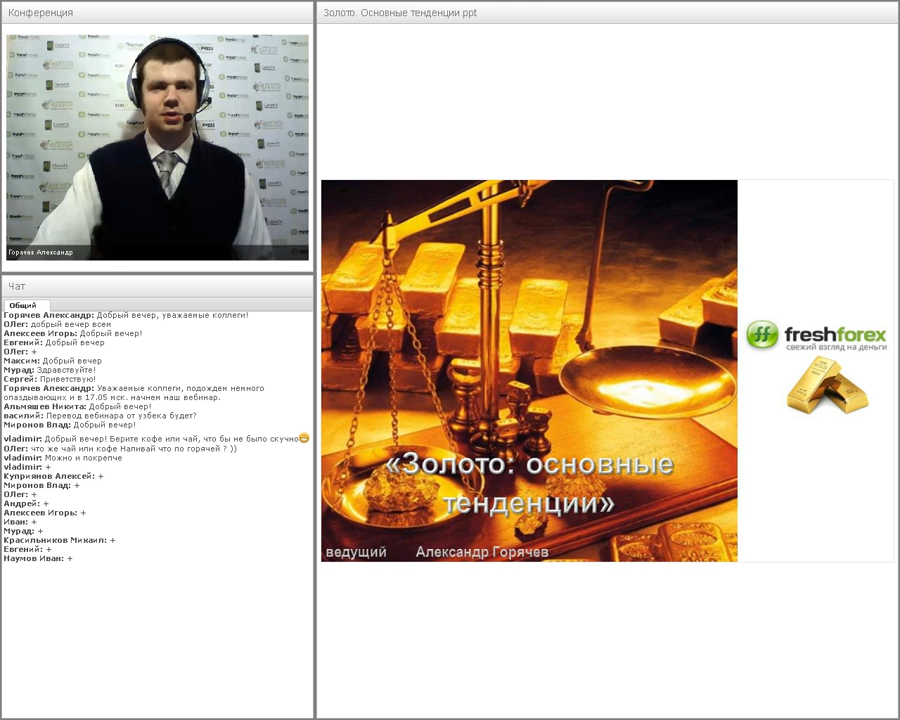 Конференция
Горячев Александр
Чат
Общий
Горячев Александр: Добрый вечер, уважаемые коллеги!
ОЛег: добрый вечер всем
Алексеев Игорь: Добрый вечер!
Евгений: Добрый вечер
ОЛег: +
Максим: Добрый вечер
Мурад: Здравствуйте!
Сергей: Приветствую!
Горячев Александр: Уважаемые коллеги, подождем немного
опаздывающих и в 17.05 мск. начнем наш вебинар.
Альмяшев Никита: Добрый вечер!
василий: Перевод вебинара от узбека будет?
Миронов Влад: Добрый вечер!
vladimir: Добрый вечер! Берите кофе или чай, что бы не было скучно
ОЛег: что же чай или кофе Наливай что по горячей ? ))
vladimir: Можно и покрепче
vladimir: +
Куприянов Алексей: +
Миронов Влад: +
ОЛег: +
Андрей: +
Алексеев Игорь: +
Иван: +
Мурад: +
Красильников Михаил: +
Евгений: +
Наумов Иван: +
Золото. Основные тенденции.ppt
«Золото: основные
тенденции»
ведущий Александр Горячев
freshforex
свежий взгляд на деньги